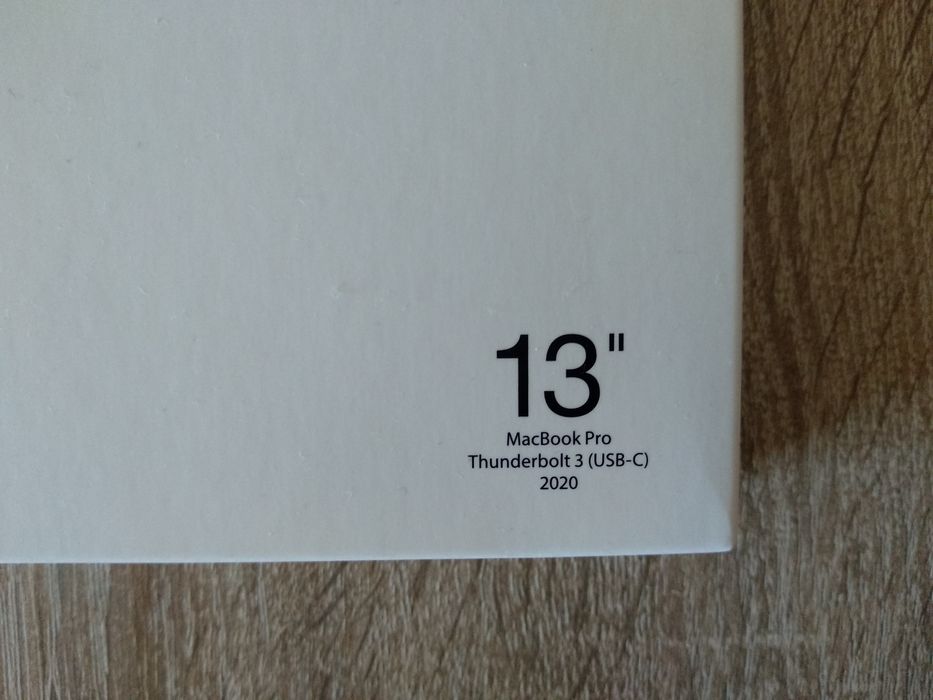 13"
MacBook Pro
Thunderbolt 3 (USB-C)
2020